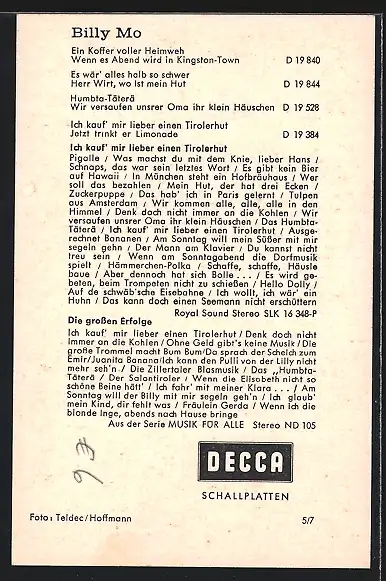 Billy Mo
Ein Koffer voller Heimweh
Wenn es Abend wird in Kingston-Town D 19 840
Es wär' alles halb so schwer
Herr Wirt, wo ist mein Hut D 19 844
Humbta-Täterä
Wir versaufen unsrer Oma ihr klein Häuschen D 19 528
Ich kauf' mir lieber einen Tirolerhut
Jetzt trinkt er Limonade D 19 384
Ich kauf' mir lieber einen Tirolerhut
Pigalle / Was machst du mit dem Knie, lieber Hans /
Schnaps, das war sein letztes Wort / Es gibt kein Bier
auf Hawaii / In München steht ein Hofbräuhaus / Wer
soll das bezahlen / Mein Hut, der hat drei Ecken /
Zuckerpuppe / Das hab' ich in Paris gelernt / Tulpen
aus Amsterdam / Wir kommen alle, alle, alle in den
Himmel / Denk doch nicht immer an die Kohlen / Wir
versaufen unsrer Oma ihr klein Häuschen / Das Humbta-
Täterä / Ich kauf' mir lieber einen Tirolerhut / Ausge-
rechnet Bananen / Am Sonntag will mein Süßer mit mir
segeln gehn / Der Mann am Klavier / Du kannst nicht
treu sein / Wenn am Sonntagabend die Dorfmusik
spielt / Hämmerchen-Polka / Schaffe, schaffe, Häusle
baue / Aber dennoch hat sich Bolle . . . / Es wird ge-
beten, beim Trompeten nicht zu schießen / Hello Dolly /
Auf de schwäb'sche Eisebahne / Ich wollt, ich wär' ein
Huhn / Das kann doch einen Seemann nicht erschüttern
Royal Sound Stereo SLK 16 348-P
Die großen Erfolge
Ich kauf' mir lieber einen Tirolerhut / Denk doch nicht
immer an die Kohlen / Ohne Geld gibt's keine Musik / Die
große Trommel macht Bum Bum/Da sprach der Scheich zum
Emir/Juanita Banana/Ich kann den Pulli von der Lilly nicht
mehr seh'n / Die Zillertaler Blasmusik / Das „Humbta-
Täterä / Der Salontiroler / Wenn die Elisabeth nicht so
schöne Beine hätt' / Ich fahr' mit meiner Klara . . . / Am
Sonntag will der Billy mit mir segeln geh'n / Ich glaub'
mein Kind, dir fehlt was / Fräulein Gerda / Wenn ich die
blonde Inge, abends nach Hause bringe
Aus der Serie MUSIK FÜR ALLE Stereo ND 105
DECCA
SCHALLPLATTEN
Foto: Teldec/Hoffmann 5/7